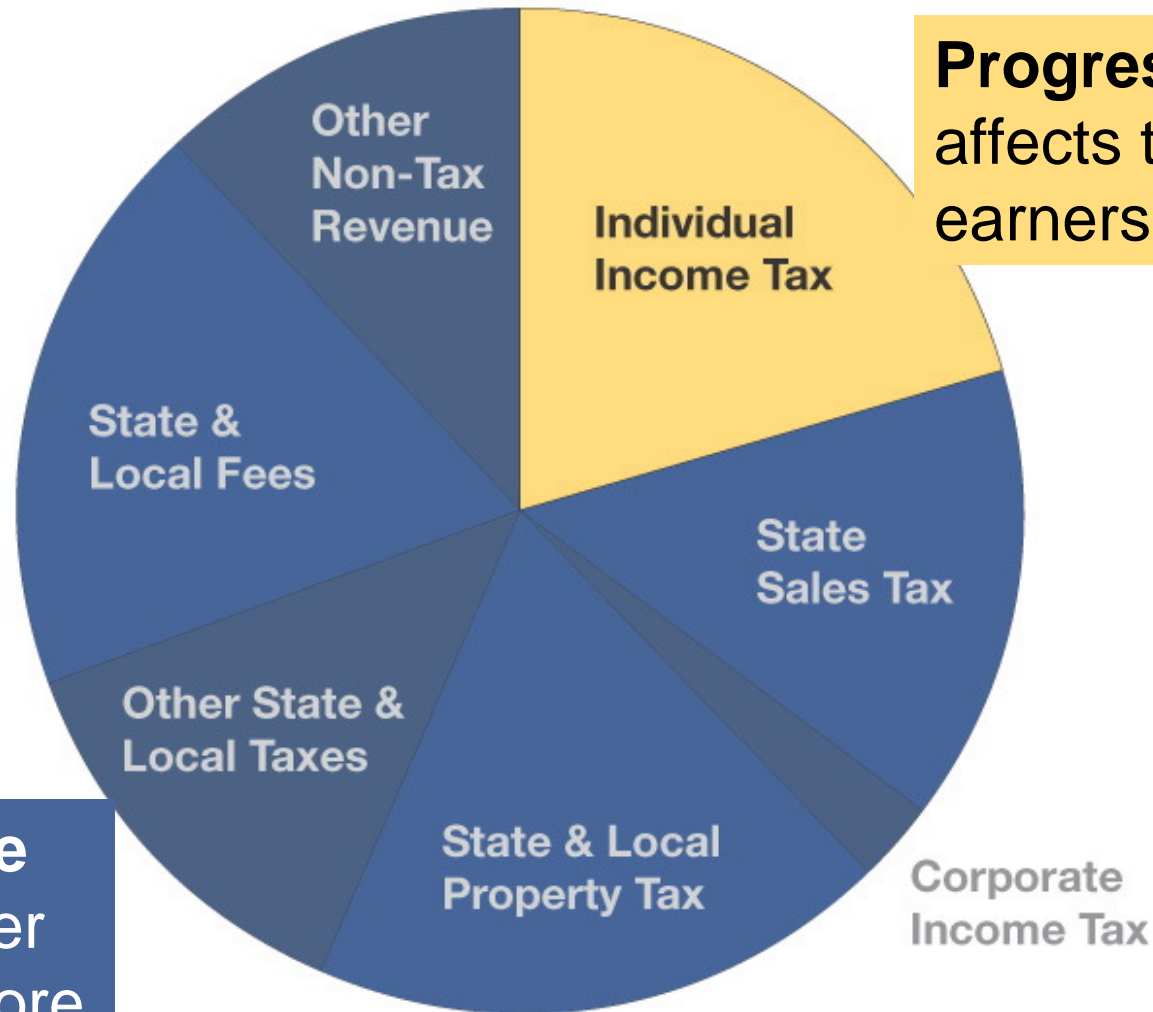 affects
earners
Other
Non-Tax
Revenue
Individual
Income Tax
State &
Local Fees
State
Sales Tax
Other State &
Local Taxes
State & Local
Property Tax
Corporate
Income Tax